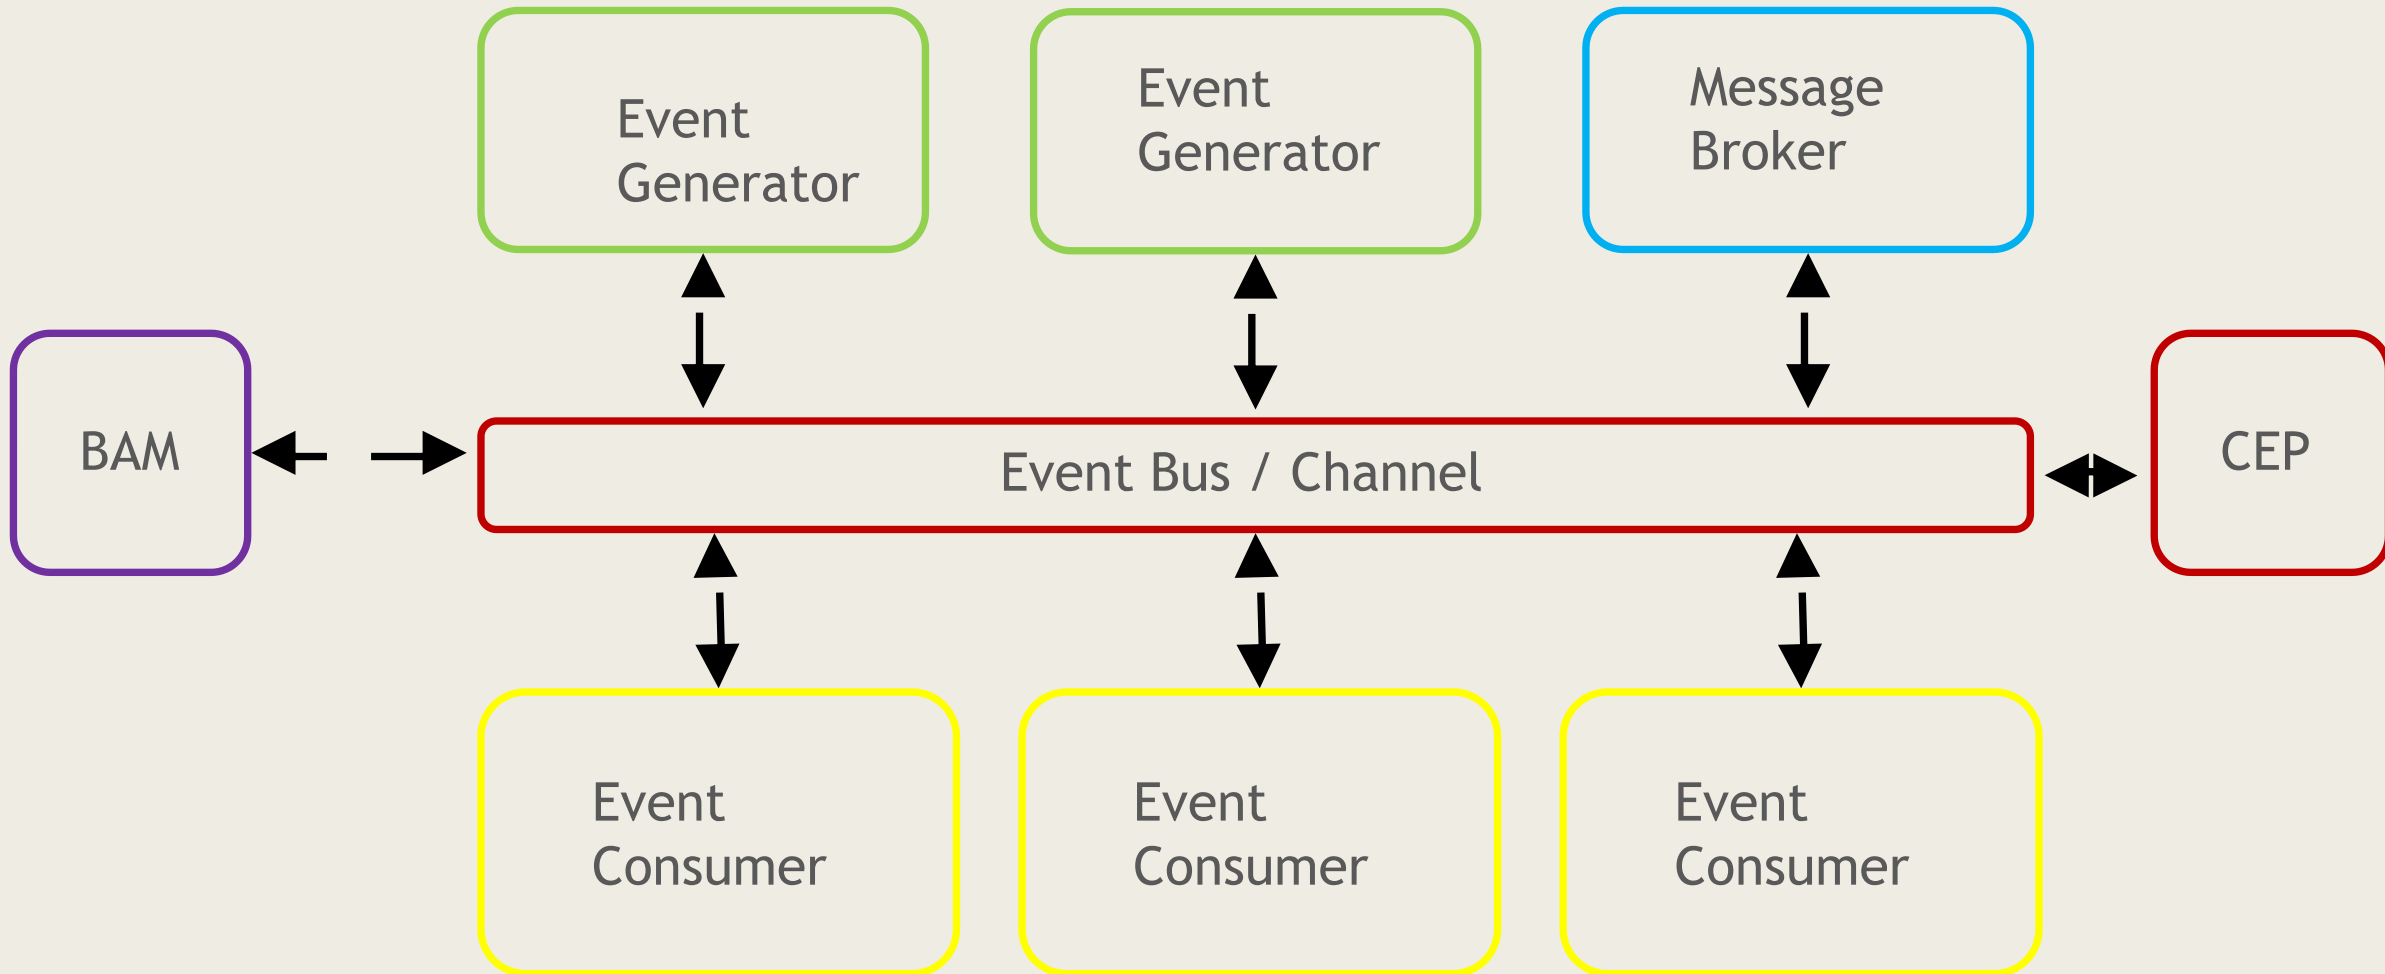 Event
Generator
Event
Generator
Message
Broker
BAM
Event Bus / Channel
CEP
Event
Consumer
Event
Consumer
Event
Consumer